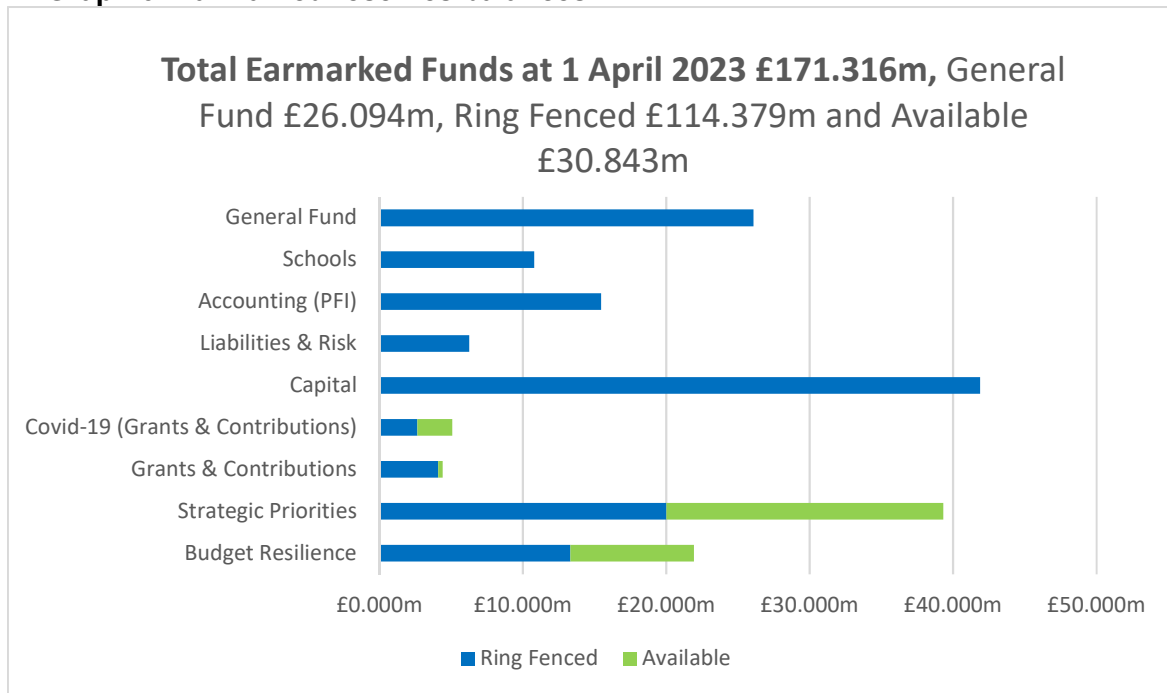 Total Earmarked Funds at 1 April 2023 £171.316m, General
Fund £26.094m, Ring Fenced £114.379m and Available
£30.843m
General Fund
Schools
Accounting (PFI)
Liabilities & Risk
Capital
Covid-19 (Grants & Contributions)
Grants & Contributions
Strategic Priorities
Budget Resilience
£0.000m £10.000m £20.000m £30.000m £40.000m £50.000m
Ring Fenced Available